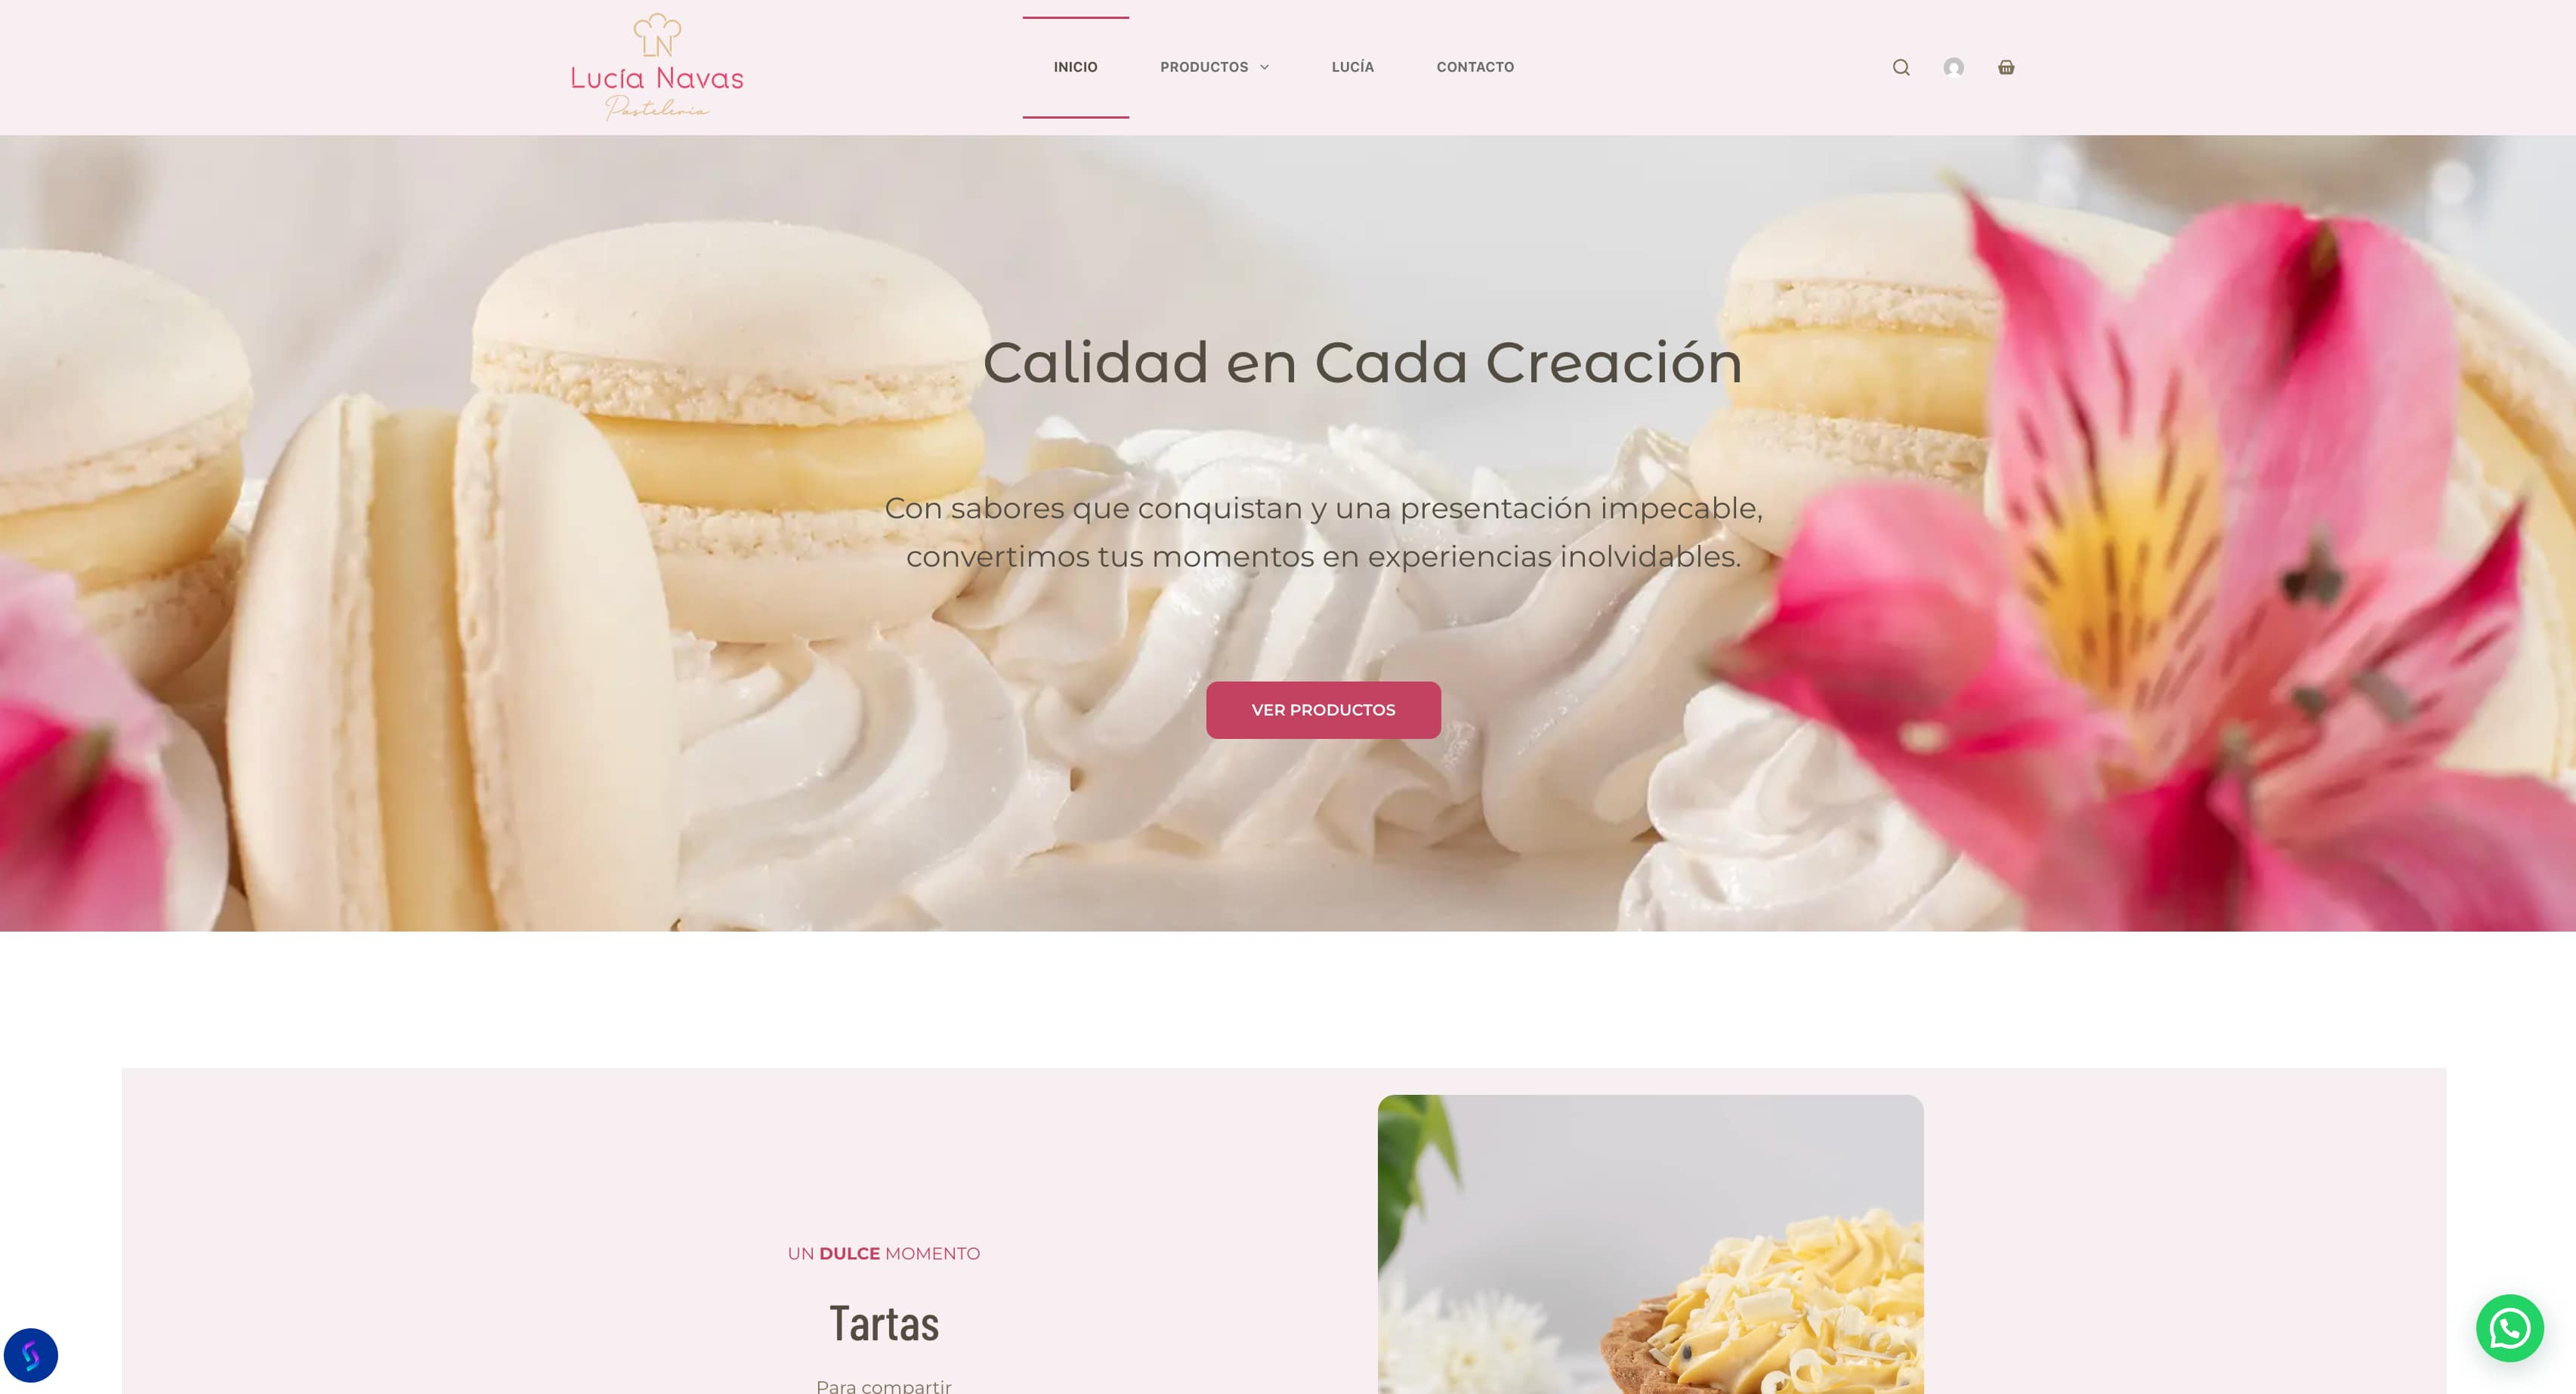 LN
Lucía Navas
Pastelería
INICIO
PRODUCTOS
LUCÍA
CONTACTO
Calidad en Cada Creación
Con sabores que conquistan y una presentación impecable,
convertimos tus momentos en experiencias inolvidables.
VER PRODUCTOS
UN DULCE MOMENTO
Tartas
Para compartir